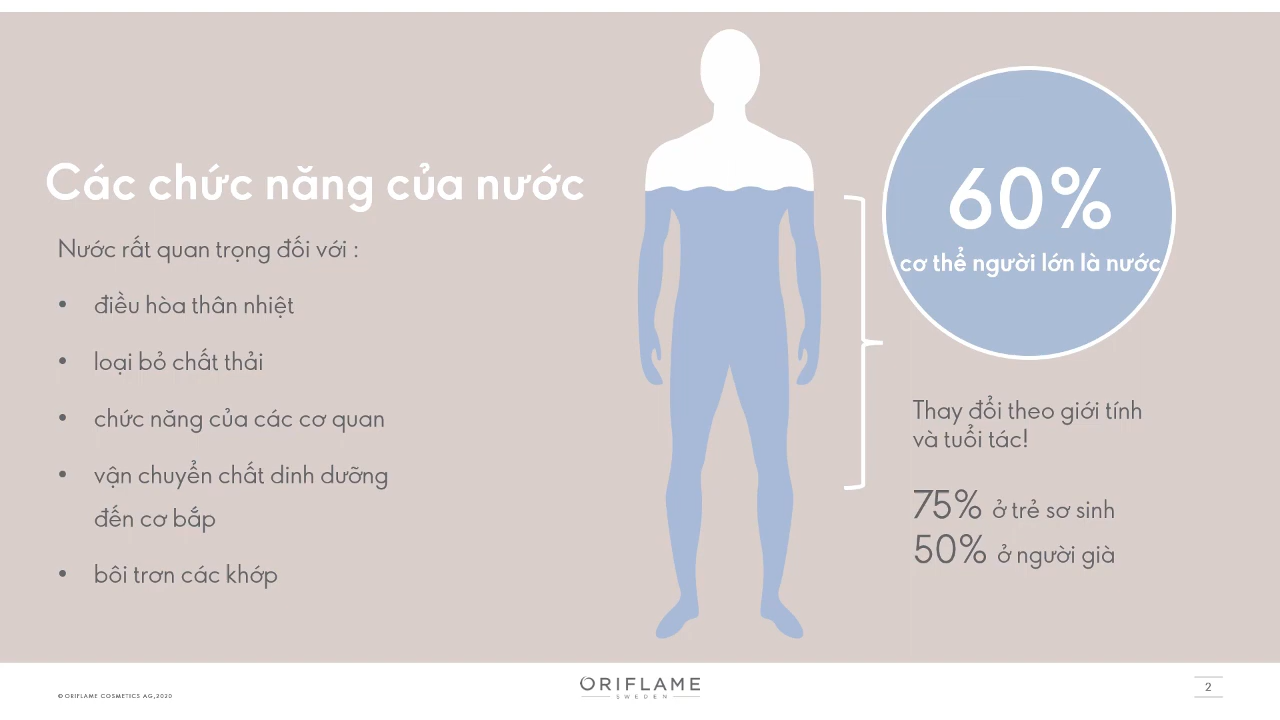 Các chức năng của nước
Nước rất quan trọng đối với :
• điều hòa thân nhiệt
• loại bỏ chất thải
• chức năng của các cơ quan
• vận chuyển chất dinh dưỡng
đến cơ bắp
• bôi trơn các khớp
60%
cơ thể người lớn là nước
Thay đổi theo giới tính
và tuổi tác!
75% ở trẻ sơ sinh
50% ở người già
© ORIFLAME COSMETICS AG,2020
ORIFLAME
SWEDEN
2